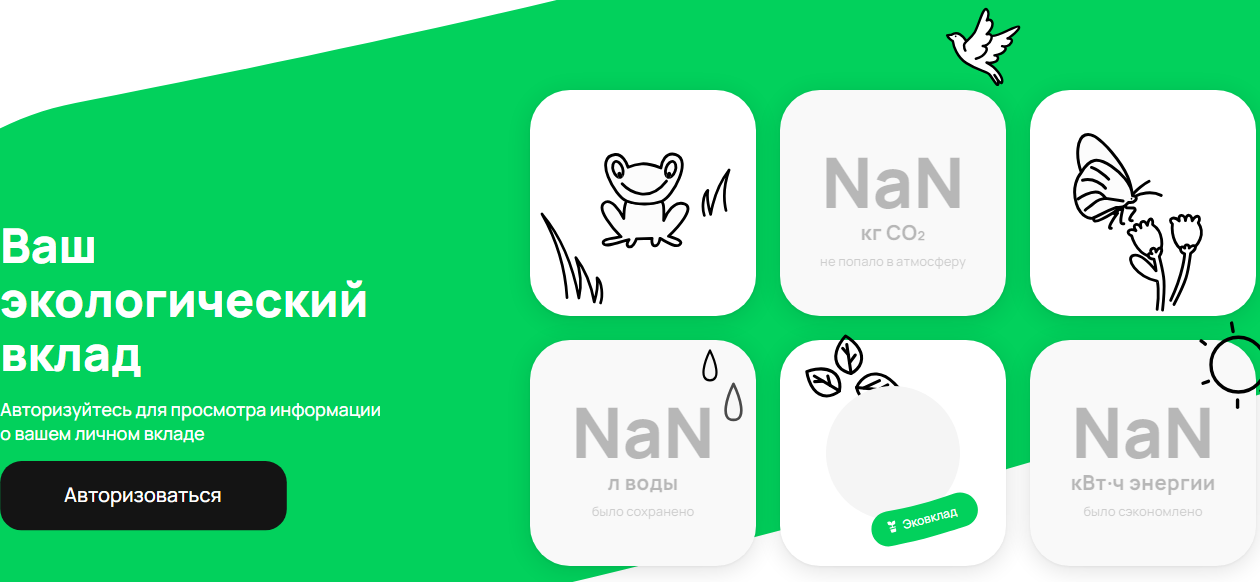 Ваш
экологический
вклад
Авторизуйтесь для просмотра информации
о вашем личном вкладе
Авторизоваться
NaN
кг CO₂
не попало в атмосферу
NaN
л воды
было сохранено
Эковклад
NaN
кВт·ч энергии
было сэкономлено